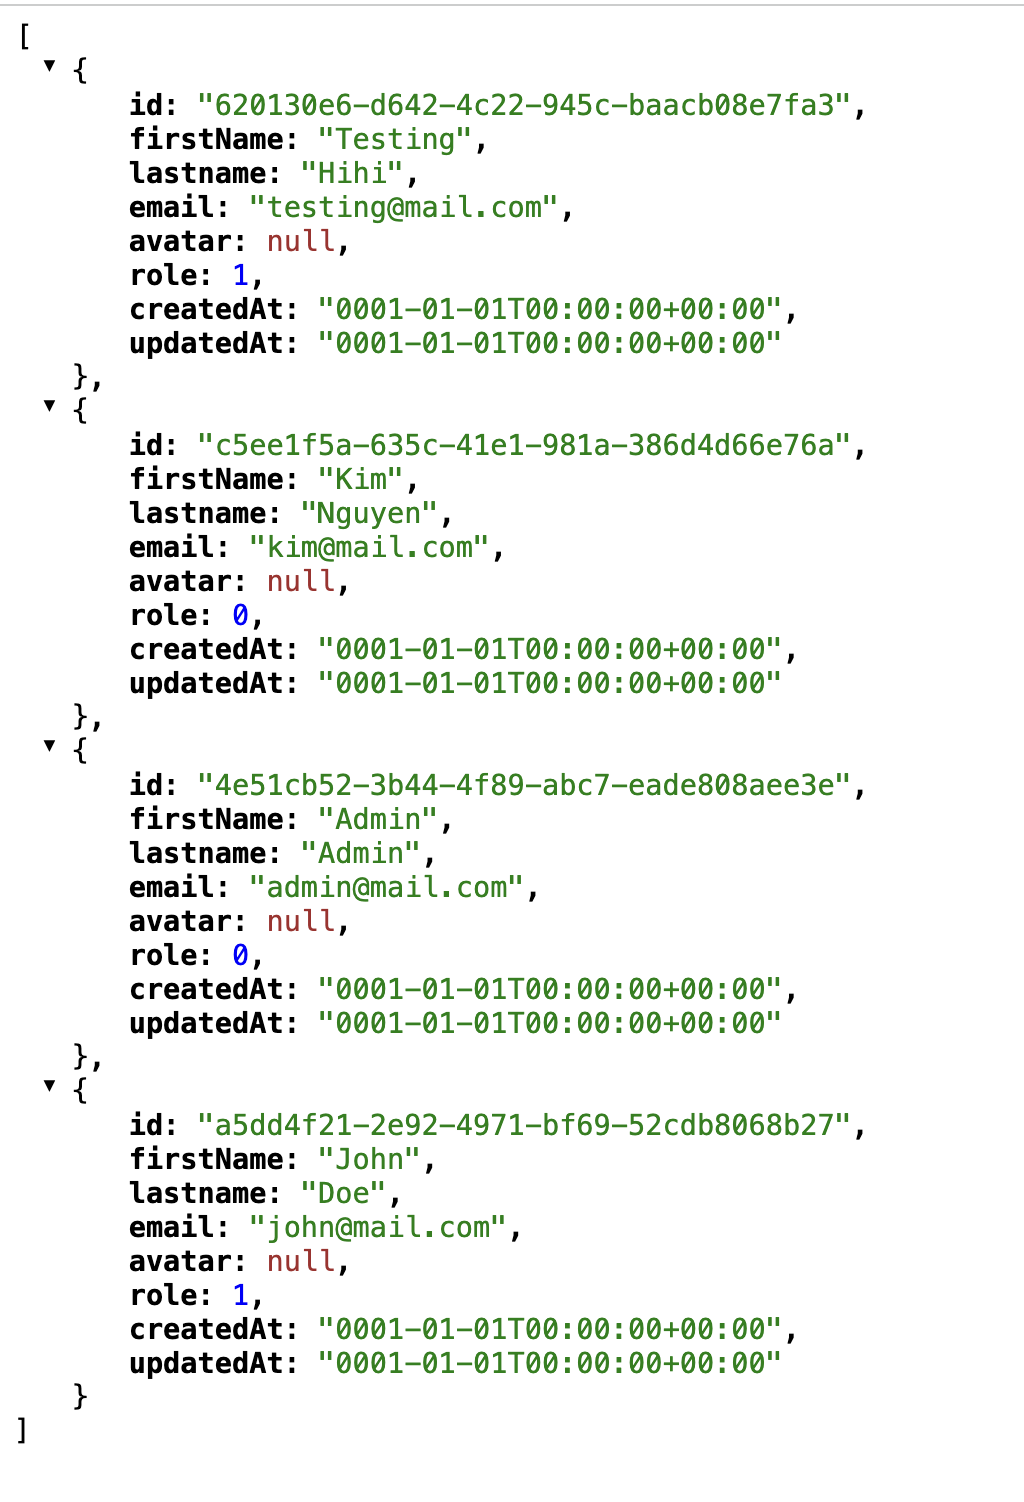 [
{
id: "620130e6-d642-4c22-945c-baacb08e7fa3",
firstName: "Testing",
lastname: "Hihi",
email: "testing@mail.com",
avatar: null,
role: 1,
createdAt: "0001-01-01T00:00:00+00:00",
updatedAt: "0001-01-01T00:00:00+00:00"
},
{
id: "c5ee1f5a-635c-41e1-981a-386d4d66e76a",
firstName: "Kim",
lastname: "Nguyen",
email: "kim@mail.com",
avatar: null,
role: 0,
createdAt: "0001-01-01T00:00:00+00:00",
updatedAt: "0001-01-01T00:00:00+00:00"
},
{
id: "4e51cb52-3b44-4f89-abc7-eade808aee3e",
firstName: "Admin",
lastname: "Admin",
email: "admin@mail.com",
avatar: null,
role: 0,
createdAt: "0001-01-01T00:00:00+00:00",
updatedAt: "0001-01-01T00:00:00+00:00"
},
{
id: "a5dd4f21-2e92-4971-bf69-52cdb8068b27",
firstName: "John",
lastname: "Doe",
email: "john@mail.com",
avatar: null,
role: 1,
createdAt: "0001-01-01T00:00:00+00:00",
updatedAt: "0001-01-01T00:00:00+00:00"
}
]